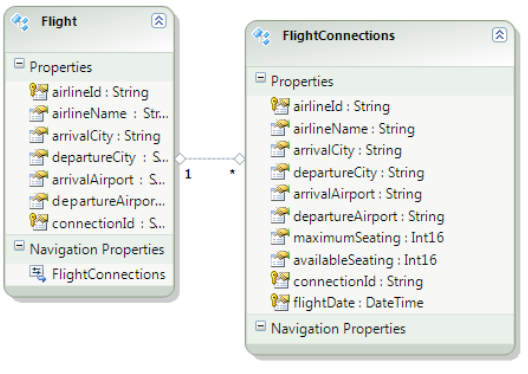 Flight
Properties
airlineId : String
airlineName : Str...
arrivalCity : String
departureCity : S...
arrivalAirport : S...
departureAirpor...
connectionId : S...
Navigation Properties
FlightConnections
1
*
FlightConnections
Properties
airlineId : String
airlineName : String
arrivalCity : String
departureCity : String
arrivalAirport : String
departureAirport : String
maximumSeating : Int16
availableSeating : Int16
connectionId : String
flightDate : DateTime
Navigation Properties